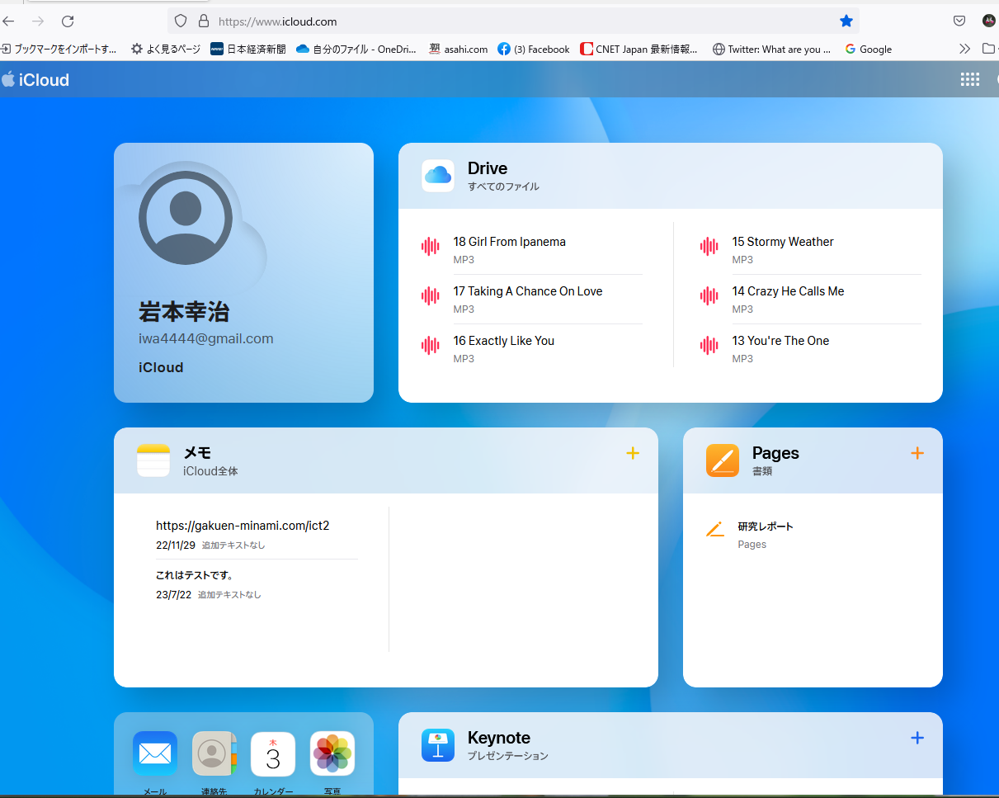 https://www.icloud.com
ブックマークをインポートす...
よく見るページ
日本経済新聞
自分のファイル - OneDri...
asahi.com
(3) Facebook
CNET Japan 最新情報...
Twitter: What are you ...
Google
iCloud
岩本幸治
iwa4444@gmail.com
iCloud
Drive
すべてのファイル
18 Girl From Ipanema
MP3
17 Taking A Chance On Love
MP3
16 Exactly Like You
MP3
15 Stormy Weather
MP3
14 Crazy He Calls Me
MP3
13 You're The One
MP3
メモ
iCloud全体
https://gakuen-minami.com/ict2
22/11/29 追加テキストなし
これはテストです。
23/7/22 追加テキストなし
Pages
書類
研究レポート
Pages
メール
連絡先
木
3
カレンダー
写真
Keynote
プレゼンテーション